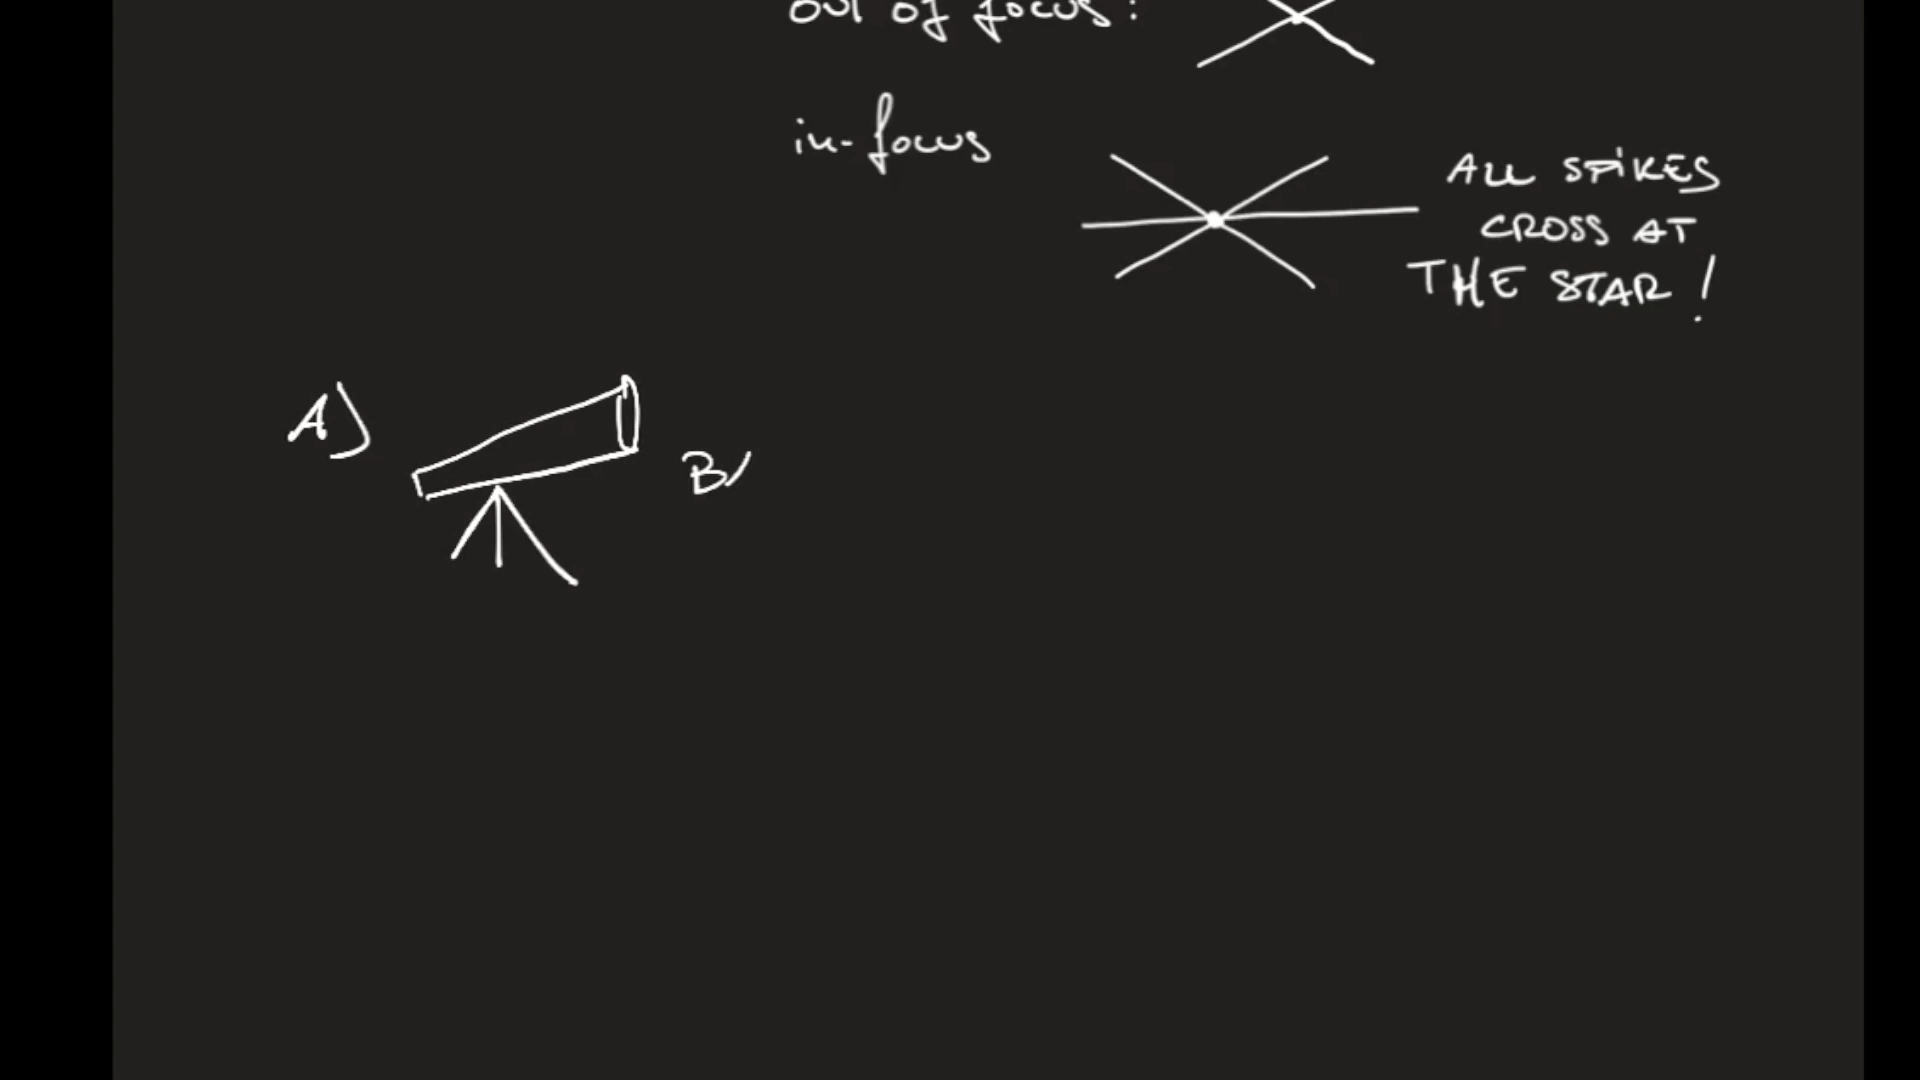 out of focus:
in-focus
ALL SPIKES
CROSS AT
THE STAR!
A)
B)